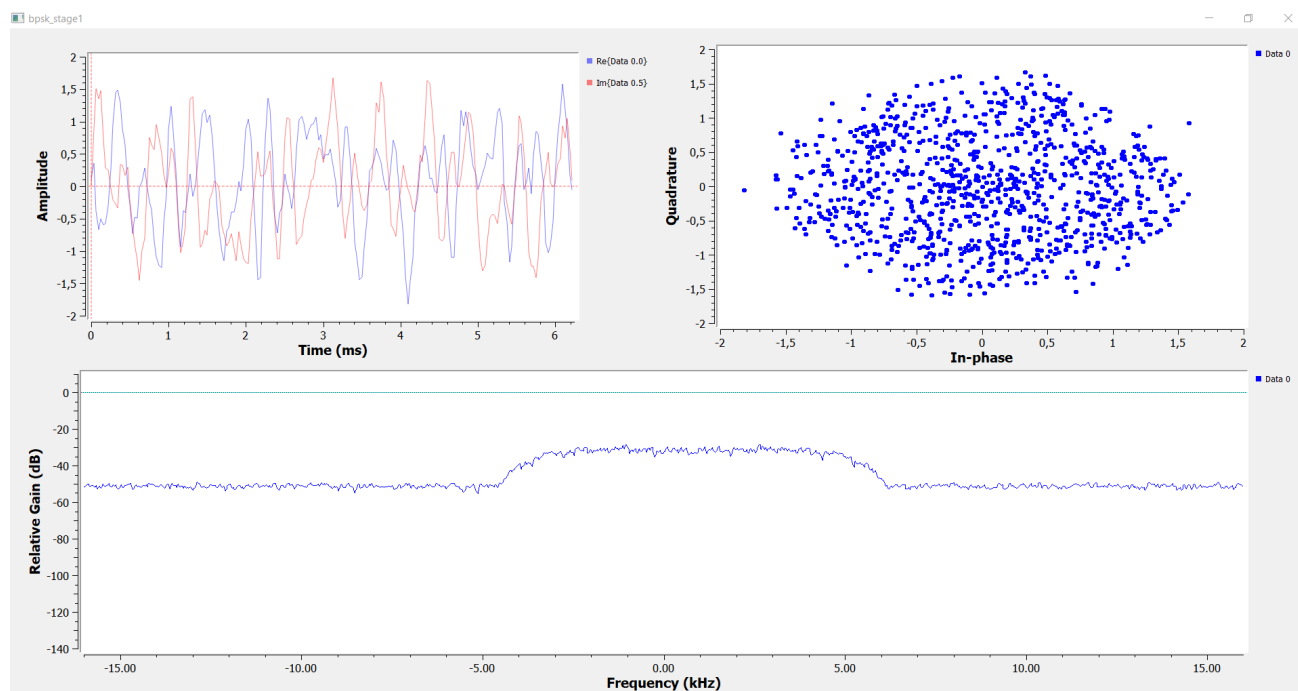 bpsk_stage1
2
1,5
1
0,5
0
-0,5
-1
-1,5
-2
Amplitude
0 1 2 3 4 5 6
Time (ms)
Re{Data 0.0}
Im{Data 0.5}
2
1,5
1
0,5
0
-0,5
-1
-1,5
-2
Quadrature
-2 -1,5 -1 -0,5 0 0,5 1 1,5 2
In-phase
Data 0
0
-20
-40
-60
-80
-100
-120
-140
Relative Gain (dB)
-15.00 -10.00 -5.00 0.00 5.00 10.00 15.00
Frequency (kHz)
Data 0